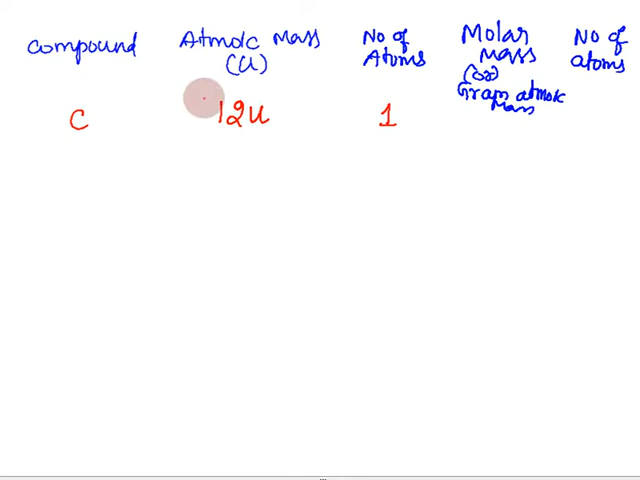 Compound Atmoic Mass No of Molar No of
(U) Atoms Mass atoms
(or)
Gram atmoic
Mass
C 12U 1